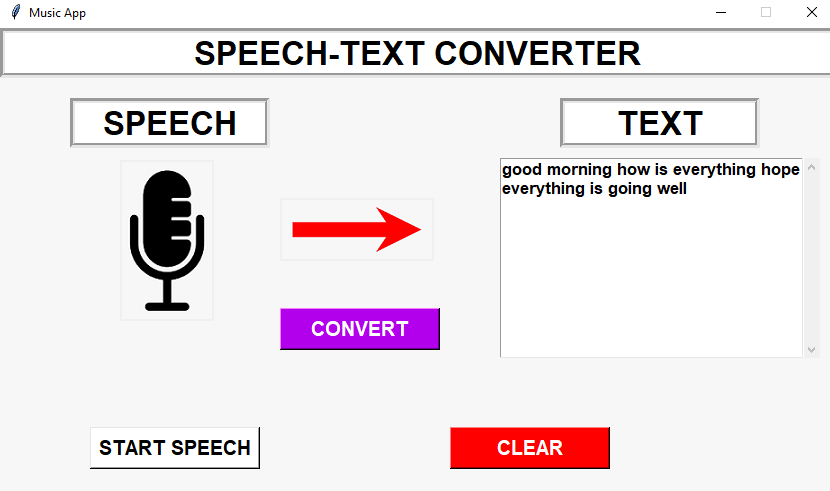 Music App
SPEECH-TEXT CONVERTER
SPEECH
TEXT
good morning how is everything hope
everything is going well
CONVERT
START SPEECH
CLEAR